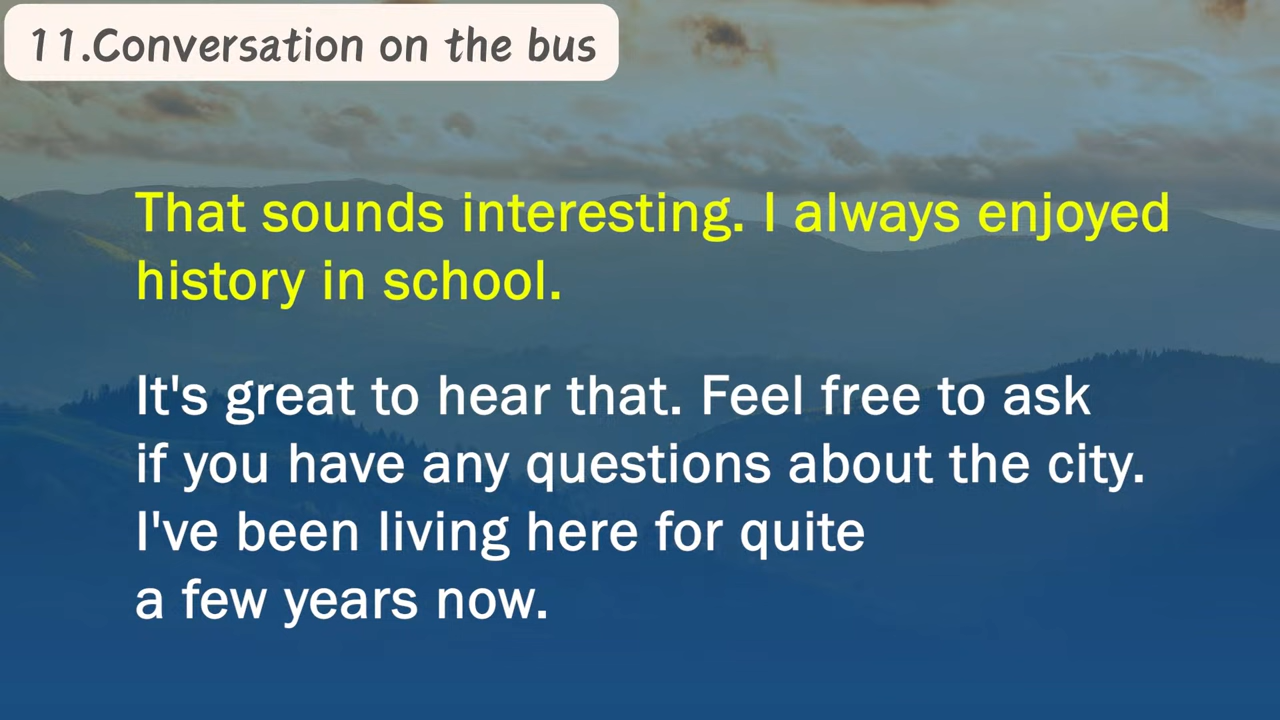 11.Conversation on the bus
That sounds interesting. I always enjoyed
history in school.
It's great to hear that. Feel free to ask
if you have any questions about the city.
I've been living here for quite
a few years now.